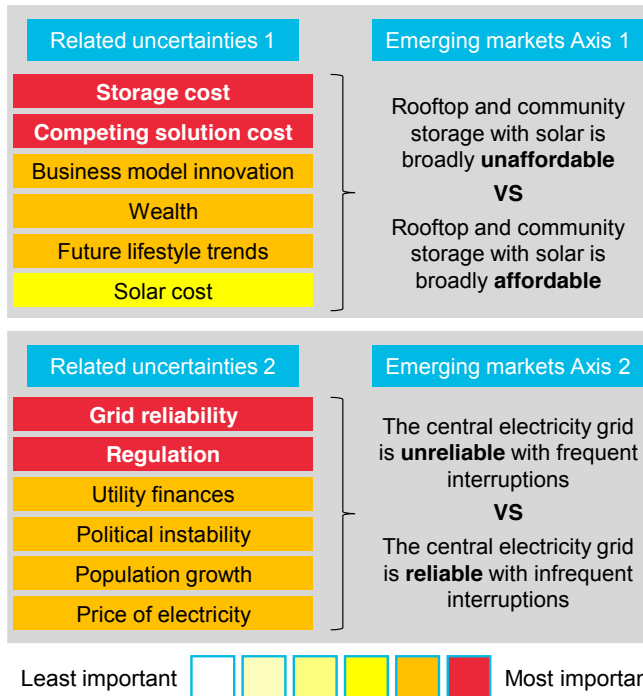 Related uncertainties 1
Emerging markets Axis 1
Storage cost
Competing solution cost
Business model innovation
Wealth
Future lifestyle trends
Solar cost
Rooftop and community
storage with solar is
broadly unaffordable
VS
Rooftop and community
storage with solar is
broadly affordable
Related uncertainties 2
Emerging markets Axis 2
Grid reliability
Regulation
Utility finances
Political instability
Population growth
Price of electricity
The central electricity grid
is unreliable with frequent
interruptions
VS
The central electricity grid
is reliable with infrequent
interruptions
Least important
Most importa